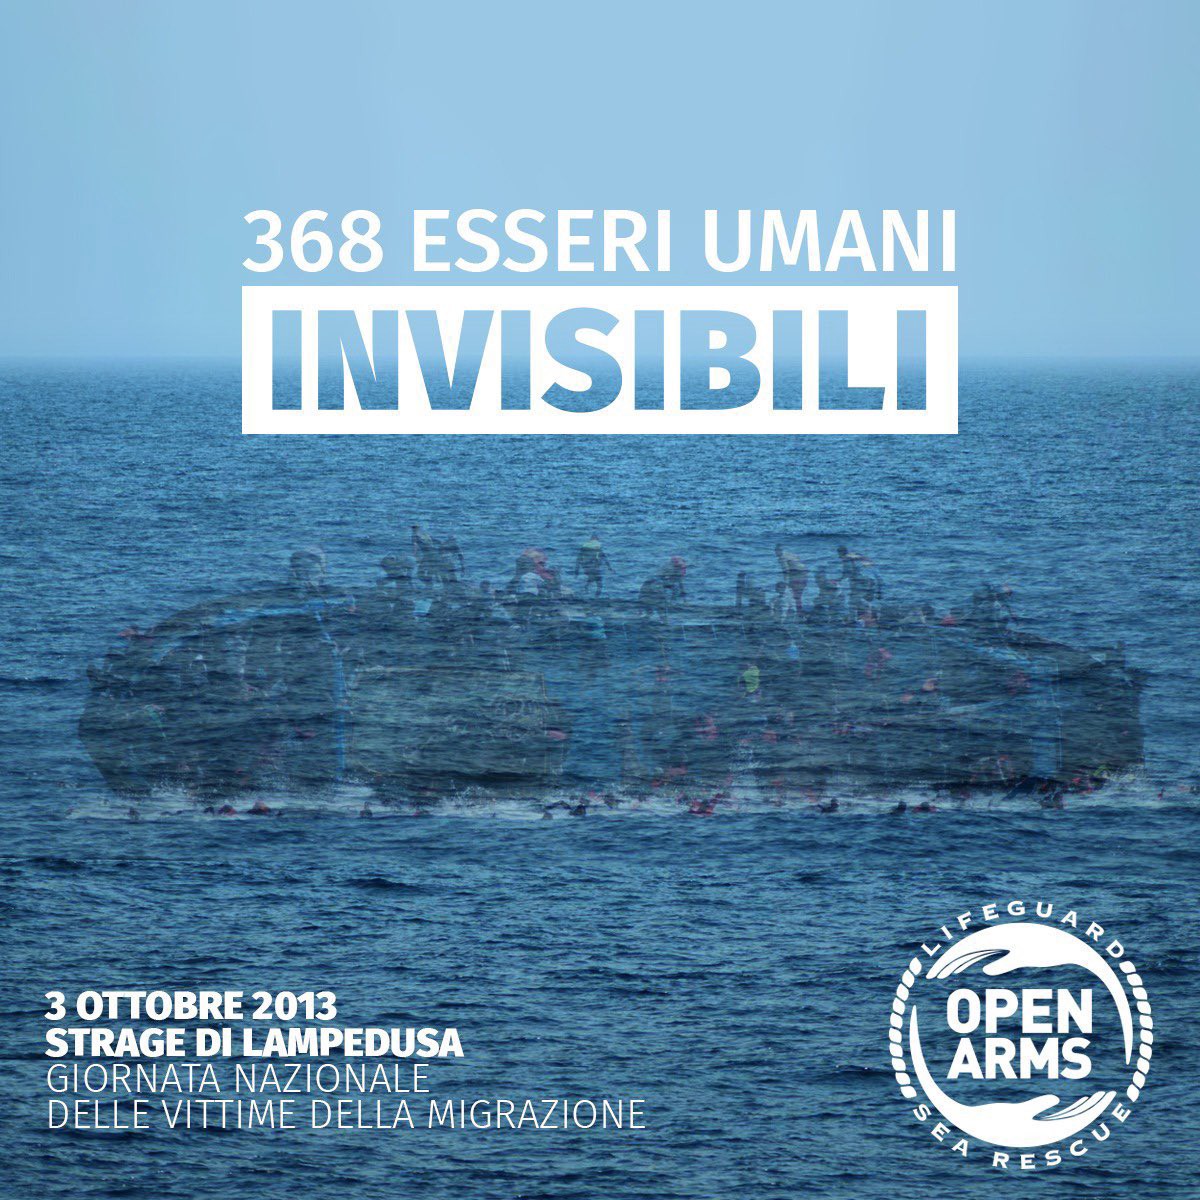 368 ESSERI UMANI
INVISIBILI
3 OTTOBRE 2013
STRAGE DI LAMPEDUSA
GIORNATA NAZIONALE
DELLE VITTIME DELLA MIGRAZIONE
LIFEGUARD
OPEN
ARMS
SEA RESCUE